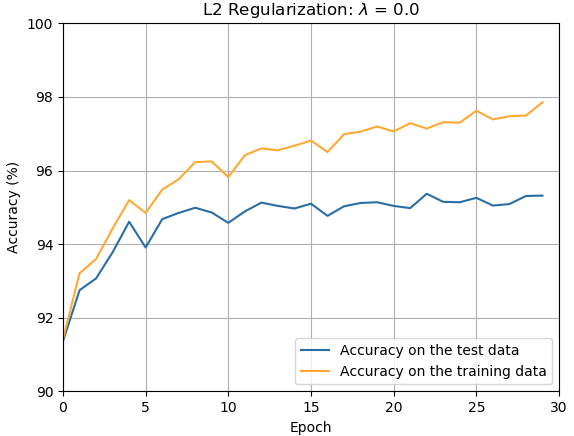 L2 Regularization: λ = 0.0
100
98
96
94
92
90
Accuracy (%)
0 5 10 15 20 25 30
Epoch
Accuracy on the test data
Accuracy on the training data